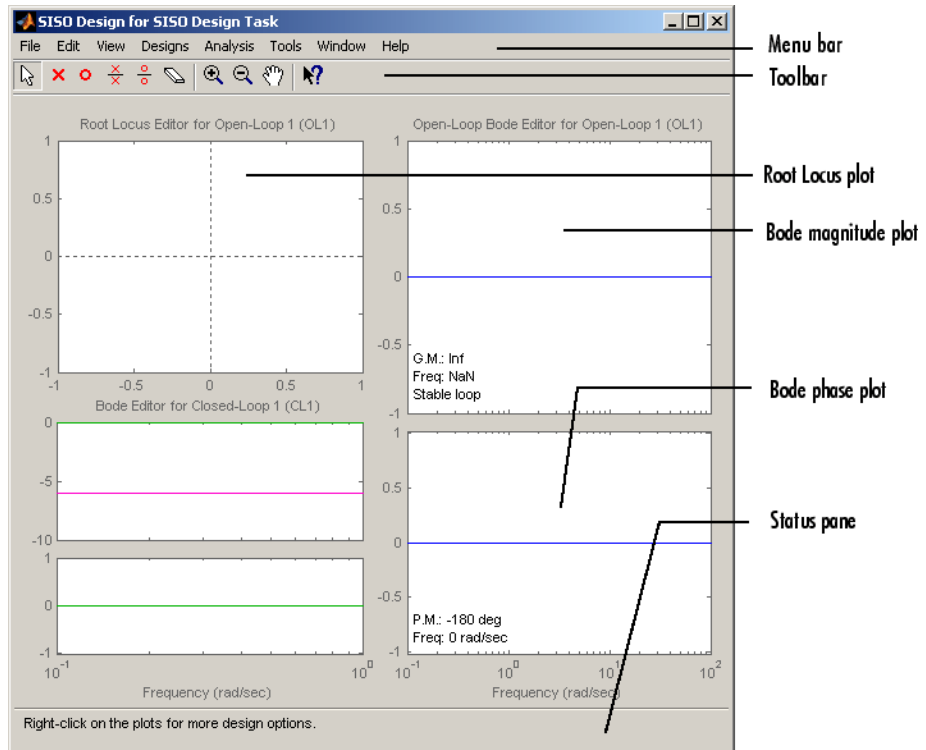 SISO Design for SISO Design Task
File Edit View Designs Analysis Tools Window Help
Menu bar
Toolbar
Root Locus Editor for Open-Loop 1 (OL1)
1
0.5
0
-0.5
-1
-1 -0.5 0 0.5 1
Root Locus plot
Bode Editor for Closed-Loop 1 (CL1)
0
-5
-10
1
0
-1
10^-1 10^0
Frequency (rad/sec)
Open-Loop Bode Editor for Open-Loop 1 (OL1)
1
0.5
0
-0.5
-1
G.M.: Inf
Freq: NaN
Stable loop
Bode magnitude plot
1
0.5
0
-0.5
-1
P.M.: -180 deg
Freq: 0 rad/sec
10^-1 10^0 10^1 10^2
Frequency (rad/sec)
Bode phase plot
Status pane
Right-click on the plots for more design options.